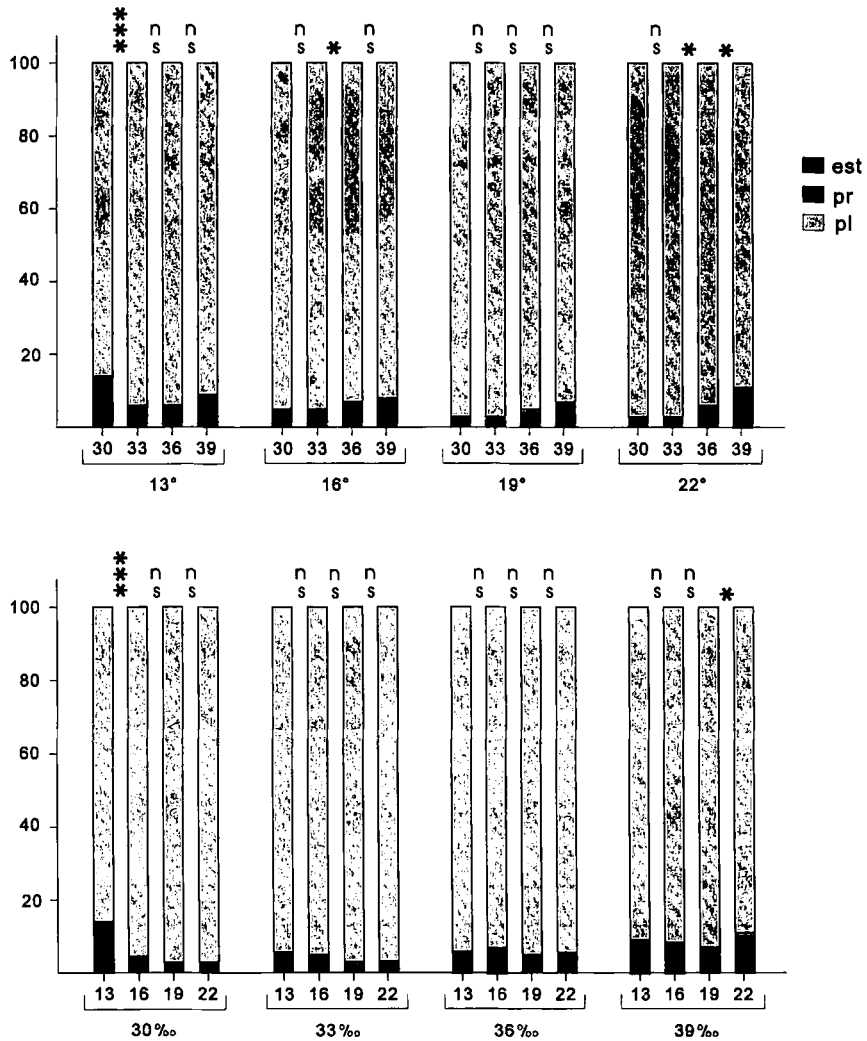 *** n s n s n s * n s n s n s n s n s * *
100
80
60
40
20
est
pr
pl
30 33 36 39 30 33 36 39 30 33 36 39 30 33 36 39
13° 16° 19° 22°
*** n s n s n s n s n s n s n s n s n s n s *
100
80
60
40
20
13 16 19 22 13 16 19 22 13 16 19 22 13 16 19 22
30‰ 33‰ 36‰ 39‰